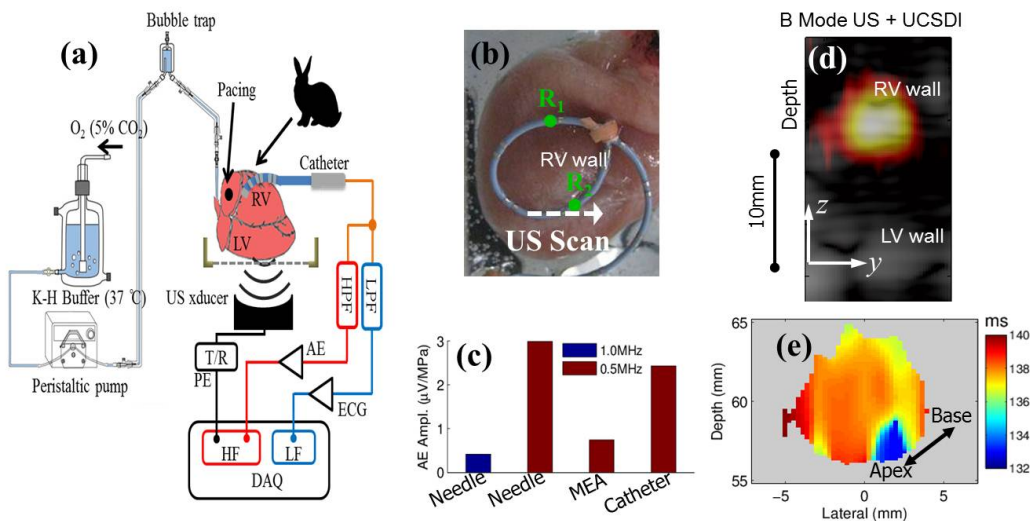 (a)
Bubble trap
Pacing
O₂ (5% CO₂)
Catheter
RV
LV
K-H Buffer (37 ℃)
US xducer
HPF
LPF
T/R
AE
PE
Peristaltic pump
ECG
HF
LF
DAQ
(b)
R₁
RV wall
R₂
US Scan
(c)
AE Ampl. (μV/MPa)
3
2
1
0
1.0MHz
0.5MHz
Needle
Needle
MEA
Catheter
B Mode US + UCSDI
(d)
RV wall
Depth
10mm
z
y
LV wall
(e)
ms
65
60
55
Depth (mm)
-5
0
5
Lateral (mm)
Base
Apex
140
138
136
134
132